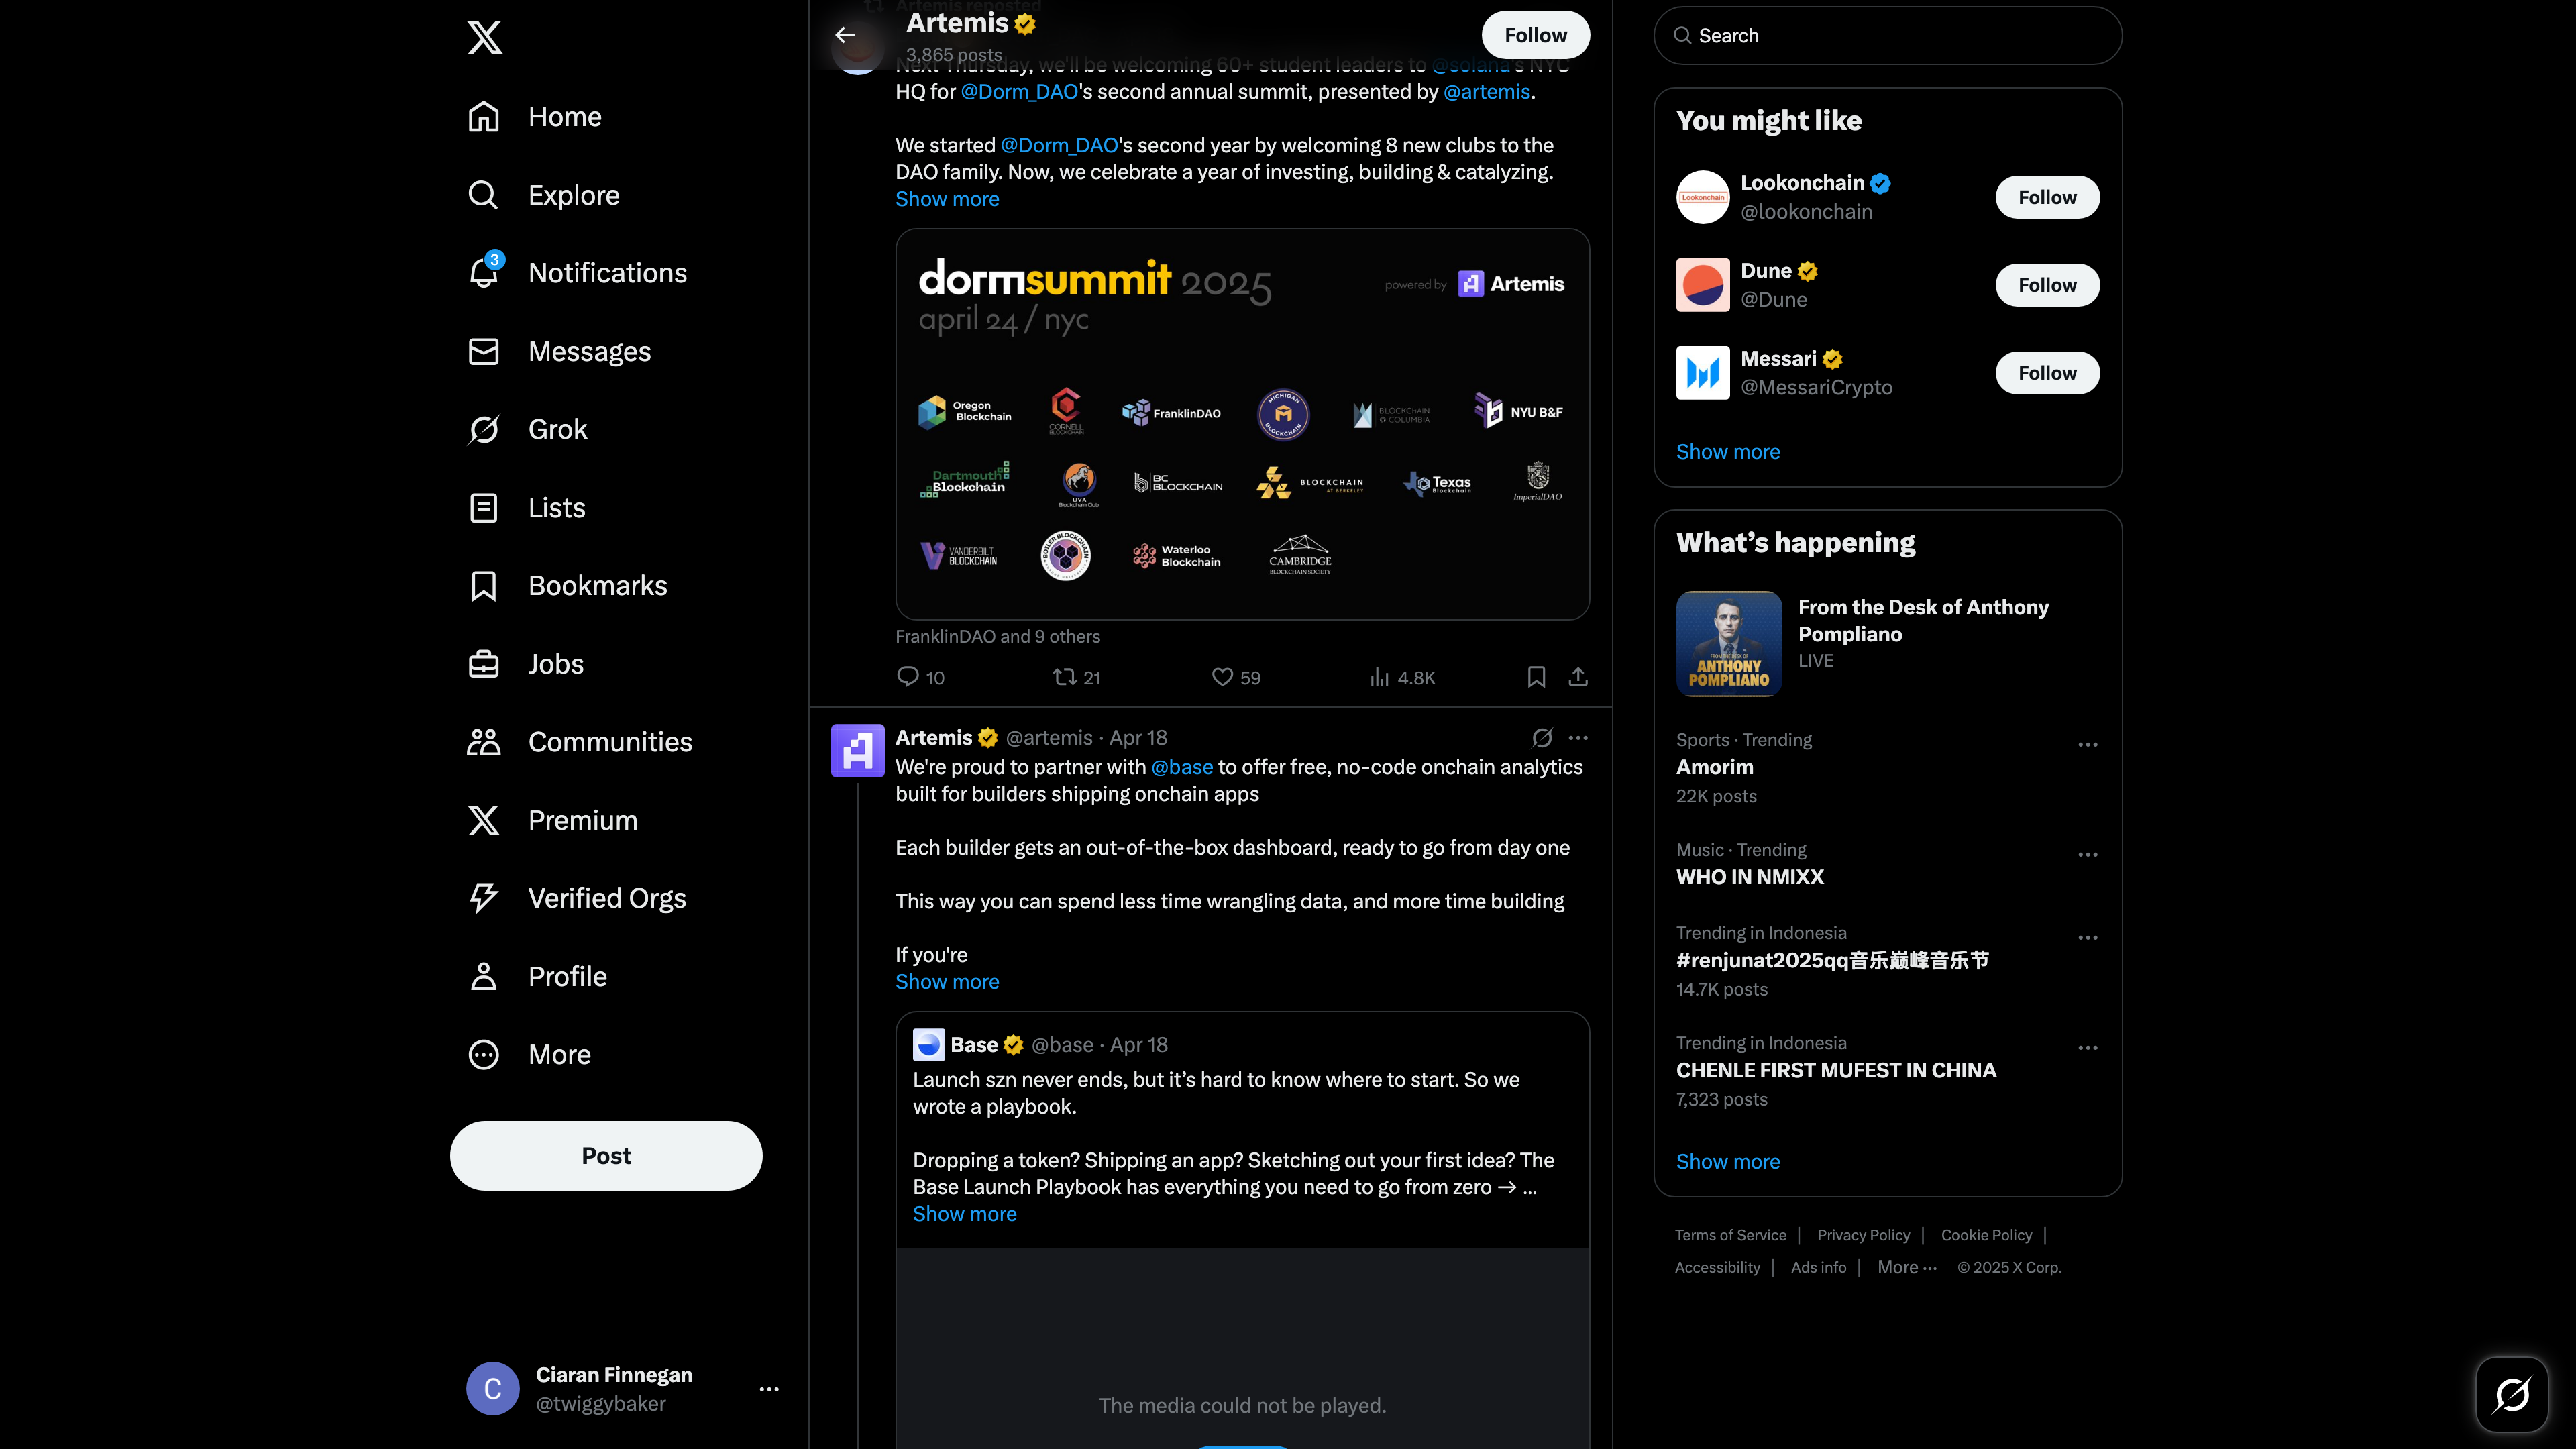 Home
Explore
3
Notifications
Messages
Grok
Lists
Bookmarks
Jobs
Communities
Premium
Verified Orgs
Profile
More
Post
C
Ciaran Finnegan
@twiggybaker
Artemis reposted
Artemis
3,865 posts
Follow
Next Thursday, we'll be welcoming 60+ student leaders to @solana's NYC
HQ for @Dorm_DAO's second annual summit, presented by @artemis.
We started @Dorm_DAO's second year by welcoming 8 new clubs to the
DAO family. Now, we celebrate a year of investing, building & catalyzing.
Show more
dormsummit 2025
april 24 / nyc
powered by Artemis
Oregon Blockchain
CORNELL BLOCKCHAIN
FranklinDAO
MICHIGAN BLOCKCHAIN
BLOCKCHAIN @ COLUMBIA
NYU B&F
Dartmouth Blockchain
UVA Blockchain Club
BC BLOCKCHAIN
BLOCKCHAIN AT BERKELEY
Texas Blockchain
ImperialDAO
VANDERBILT BLOCKCHAIN
BOILER BLOCKCHAIN
Waterloo Blockchain
CAMBRIDGE BLOCKCHAIN SOCIETY
FranklinDAO and 9 others
10 21 59 4.8K
Artemis @artemis · Apr 18
We're proud to partner with @base to offer free, no-code onchain analytics
built for builders shipping onchain apps
Each builder gets an out-of-the-box dashboard, ready to go from day one
This way you can spend less time wrangling data, and more time building
If you're
Show more
Base @base · Apr 18
Launch szn never ends, but it's hard to know where to start. So we
wrote a playbook.
Dropping a token? Shipping an app? Sketching out your first idea? The
Base Launch Playbook has everything you need to go from zero → ...
Show more
The media could not be played.
Search
You might like
Lookonchain
Lookonchain
@lookonchain
Follow
Dune
@Dune
Follow
Messari
@MessariCrypto
Follow
Show more
What's happening
FROM THE DESK OF
ANTHONY
POMPLIANO
From the Desk of Anthony
Pompliano
LIVE
Sports · Trending
Amorim
22K posts
Music · Trending
WHO IN NMIXX
Trending in Indonesia
#renjunat2025qq音乐巅峰音乐节
14.7K posts
Trending in Indonesia
CHENLE FIRST MUFEST IN CHINA
7,323 posts
Show more
Terms of Service | Privacy Policy | Cookie Policy |
Accessibility | Ads info | More ··· © 2025 X Corp.